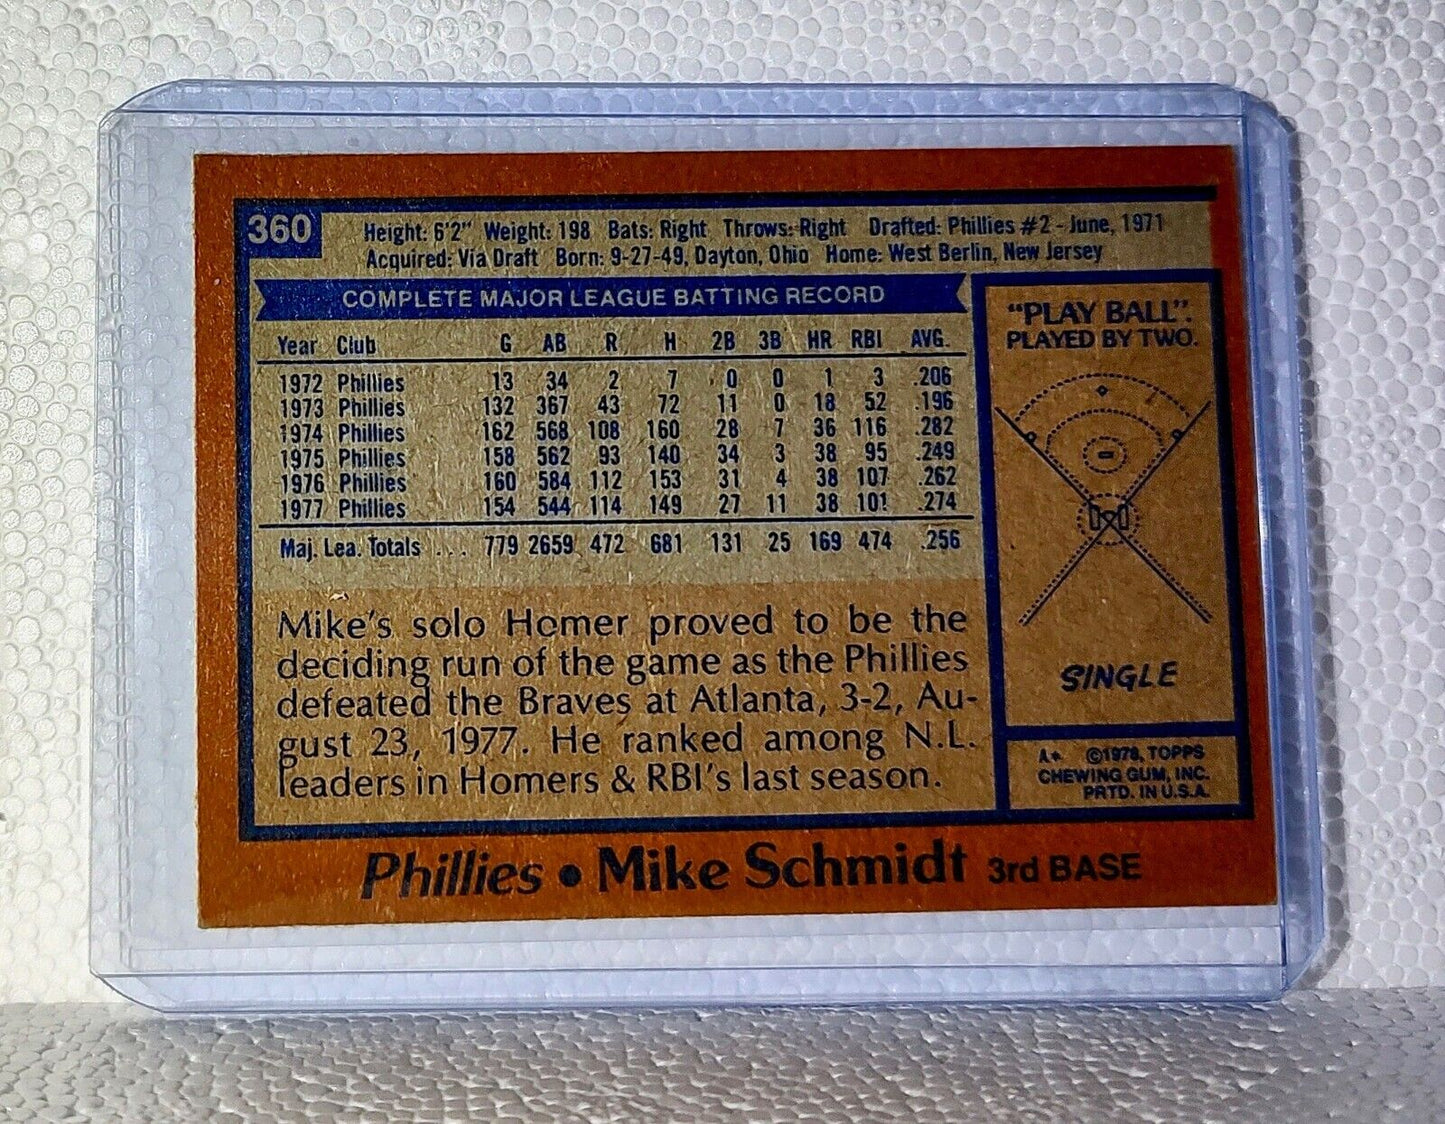 360
Height: 6'2" Weight: 198 Bats: Right Throws: Right Drafted: Phillies #2 - June, 1971
Acquired: Via Draft Born: 9-27-49, Dayton, Ohio Home: West Berlin, New Jersey
COMPLETE MAJOR LEAGUE BATTING RECORD
Year Club G AB R H 2B 3B HR RBI AVG.
1972 Phillies 13 34 2 7 0 0 1 3 .206
1973 Phillies 132 367 43 72 11 0 18 52 .196
1974 Phillies 162 568 108 160 28 7 36 116 .282
1975 Phillies 158 562 93 140 34 3 38 95 .249
1976 Phillies 160 584 112 153 31 4 38 107 .262
1977 Phillies 154 544 114 149 27 11 38 101 .274
Maj. Lea. Totals ... 779 2659 472 681 131 25 169 474 .256
Mike's solo Homer proved to be the
deciding run of the game as the Phillies
defeated the Braves at Atlanta, 3-2, Au-
gust 23, 1977. He ranked among N.L.
leaders in Homers & RBI's last season.
"PLAY BALL".
PLAYED BY TWO.
SINGLE
A* ©1978, TOPPS
CHEWING GUM, INC.
PRTD. IN U.S.A.
Phillies • Mike Schmidt 3rd BASE